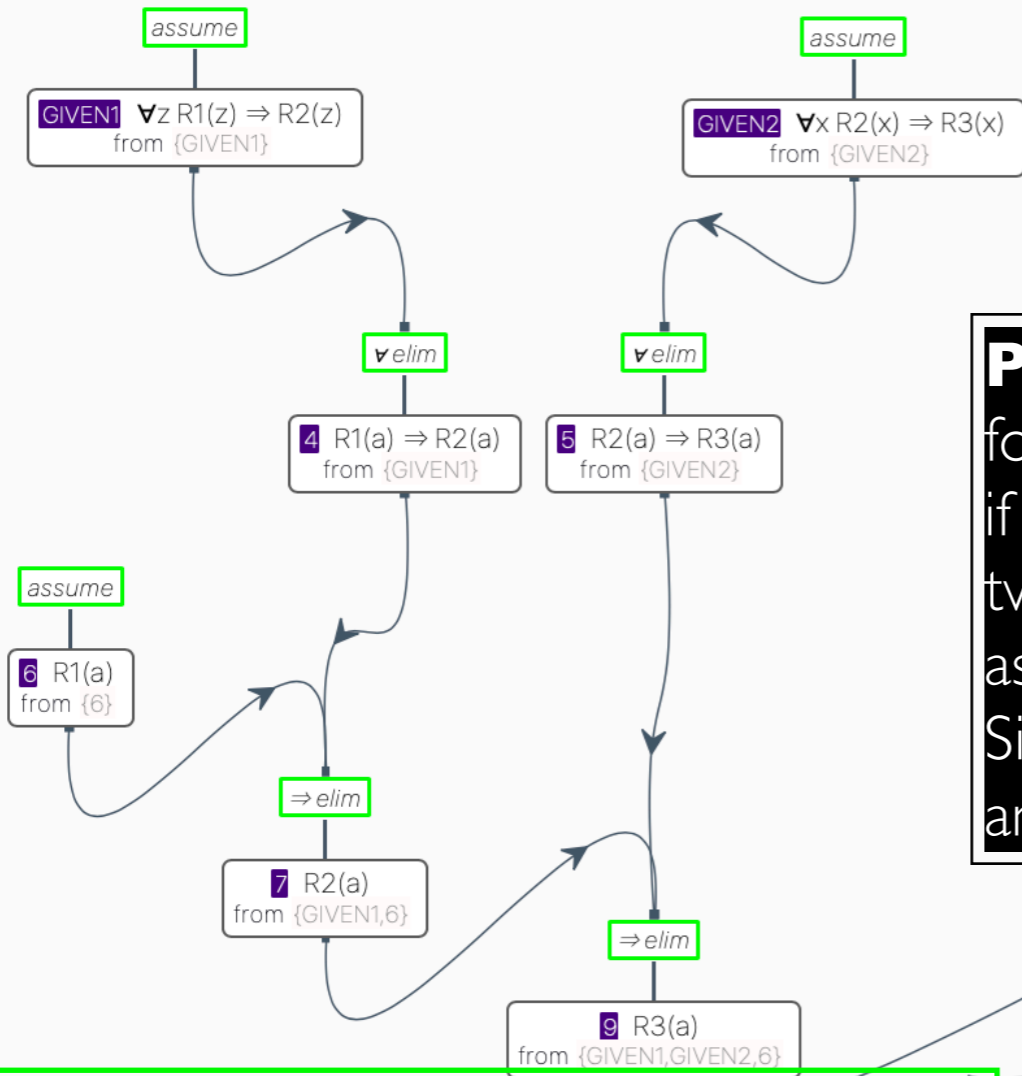 assume
GIVEN1 ∀z R1(z) ⇒ R2(z)
from {GIVEN1}
assume
GIVEN2 ∀x R2(x) ⇒ R3(x)
from {GIVEN2}
∀ elim
∀ elim
4 R1(a) ⇒ R2(a)
from {GIVEN1}
5 R2(a) ⇒ R3(a)
from {GIVEN2}
assume
6 R1(a)
from {6}
⇒ elim
7 R2(a)
from {GIVEN1,6}
⇒ elim
9 R3(a)
from {GIVEN1,GIVEN2,6}
if